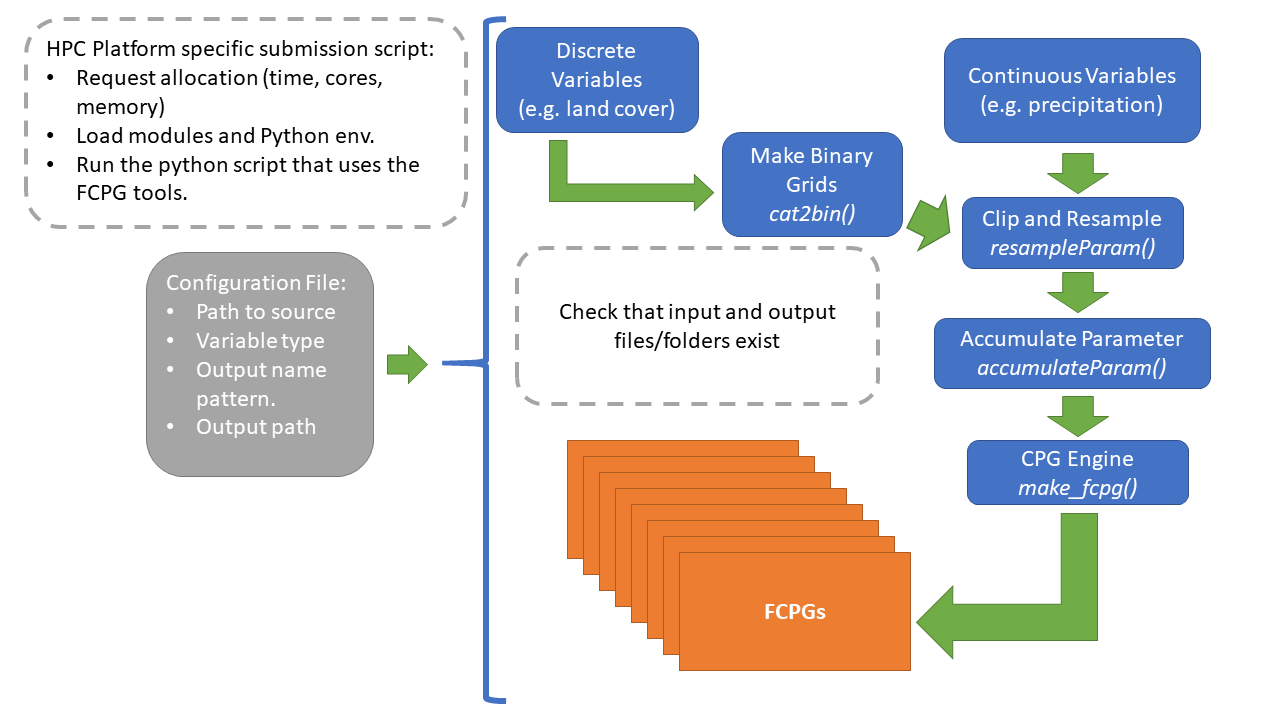 HPC Platform specific submission script:
• Request allocation (time, cores,
memory)
• Load modules and Python env.
• Run the python script that uses the
FCPG tools.
Configuration File:
• Path to source
• Variable type
• Output name
pattern.
• Output path
Discrete
Variables
(e.g. land cover)
Make Binary
Grids
cat2bin()
Continuous Variables
(e.g. precipitation)
Clip and Resample
resampleParam()
Check that input and output
files/folders exist
Accumulate Parameter
accumulateParam()
CPG Engine
make_fcpg()
FCPGs